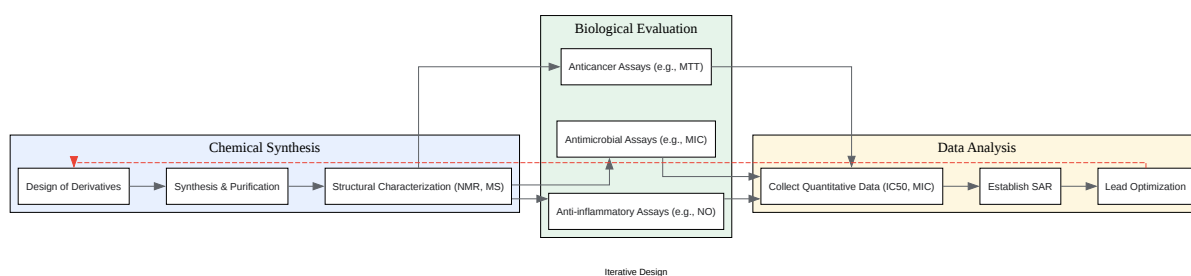 Biological Evaluation
Anticancer Assays (e.g., MTT)
Antimicrobial Assays (e.g., MIC)
Anti-inflammatory Assays (e.g., NO)
Chemical Synthesis
Design of Derivatives
Synthesis & Purification
Structural Characterization (NMR, MS)
Data Analysis
Collect Quantitative Data (IC50, MIC)
Establish SAR
Lead Optimization
Iterative Design